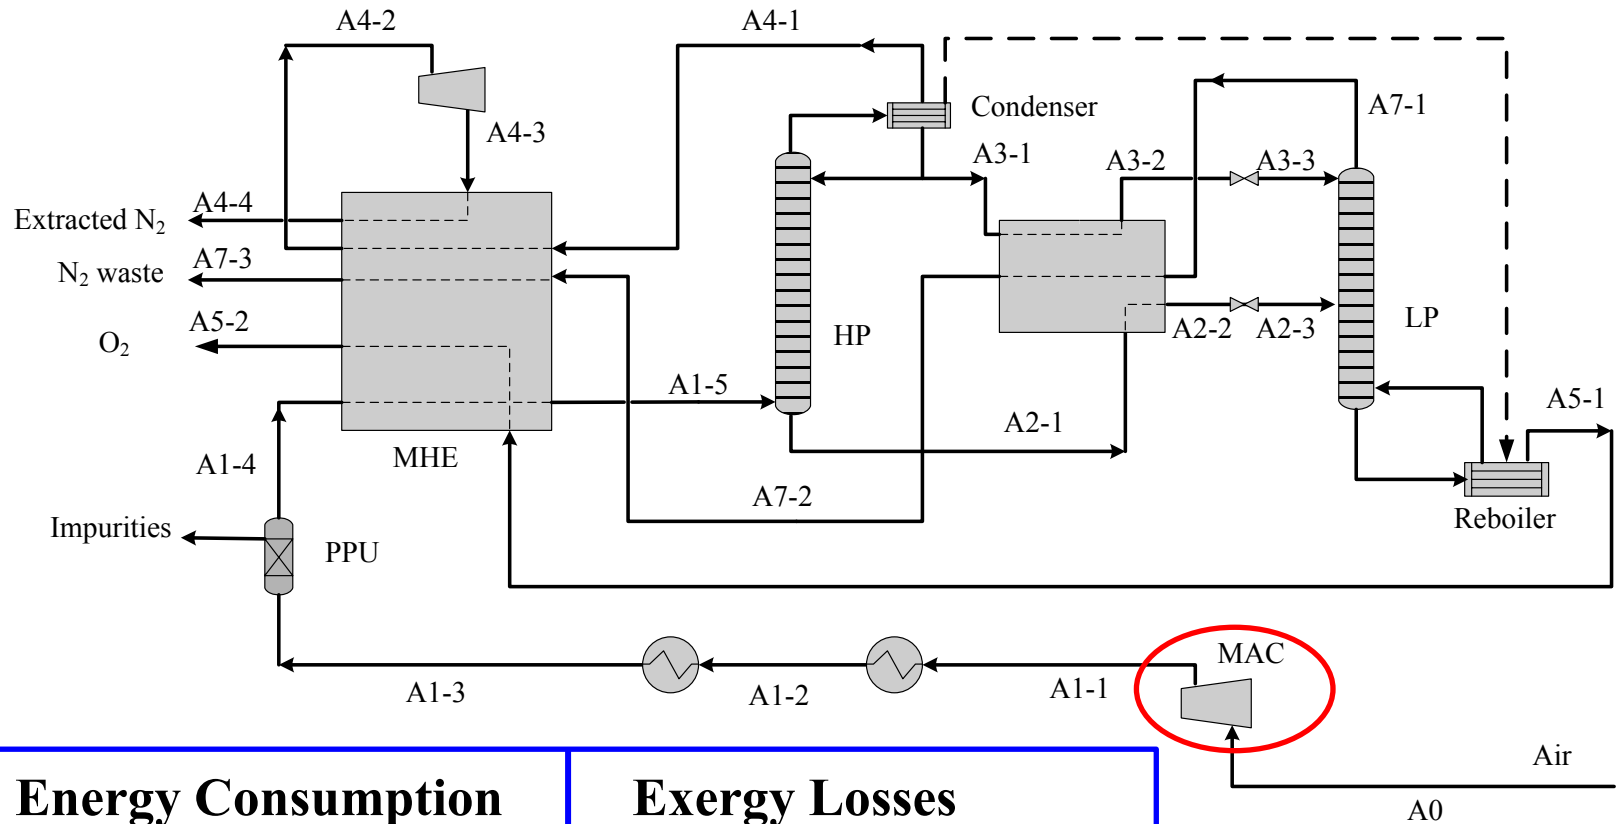 A4-2
A4-1
Condenser
A7-1
A4-3
A3-1
A3-2
A3-3
A4-4
Extracted N₂
A7-3
N₂ waste
A5-2
O₂
HP
A2-2
A2-3
LP
A1-5
A5-1
A2-1
MHE
A1-4
A7-2
Reboiler
Impurities
PPU
MAC
A1-3
A1-2
A1-1
Air
Energy Consumption
Exergy Losses
A0